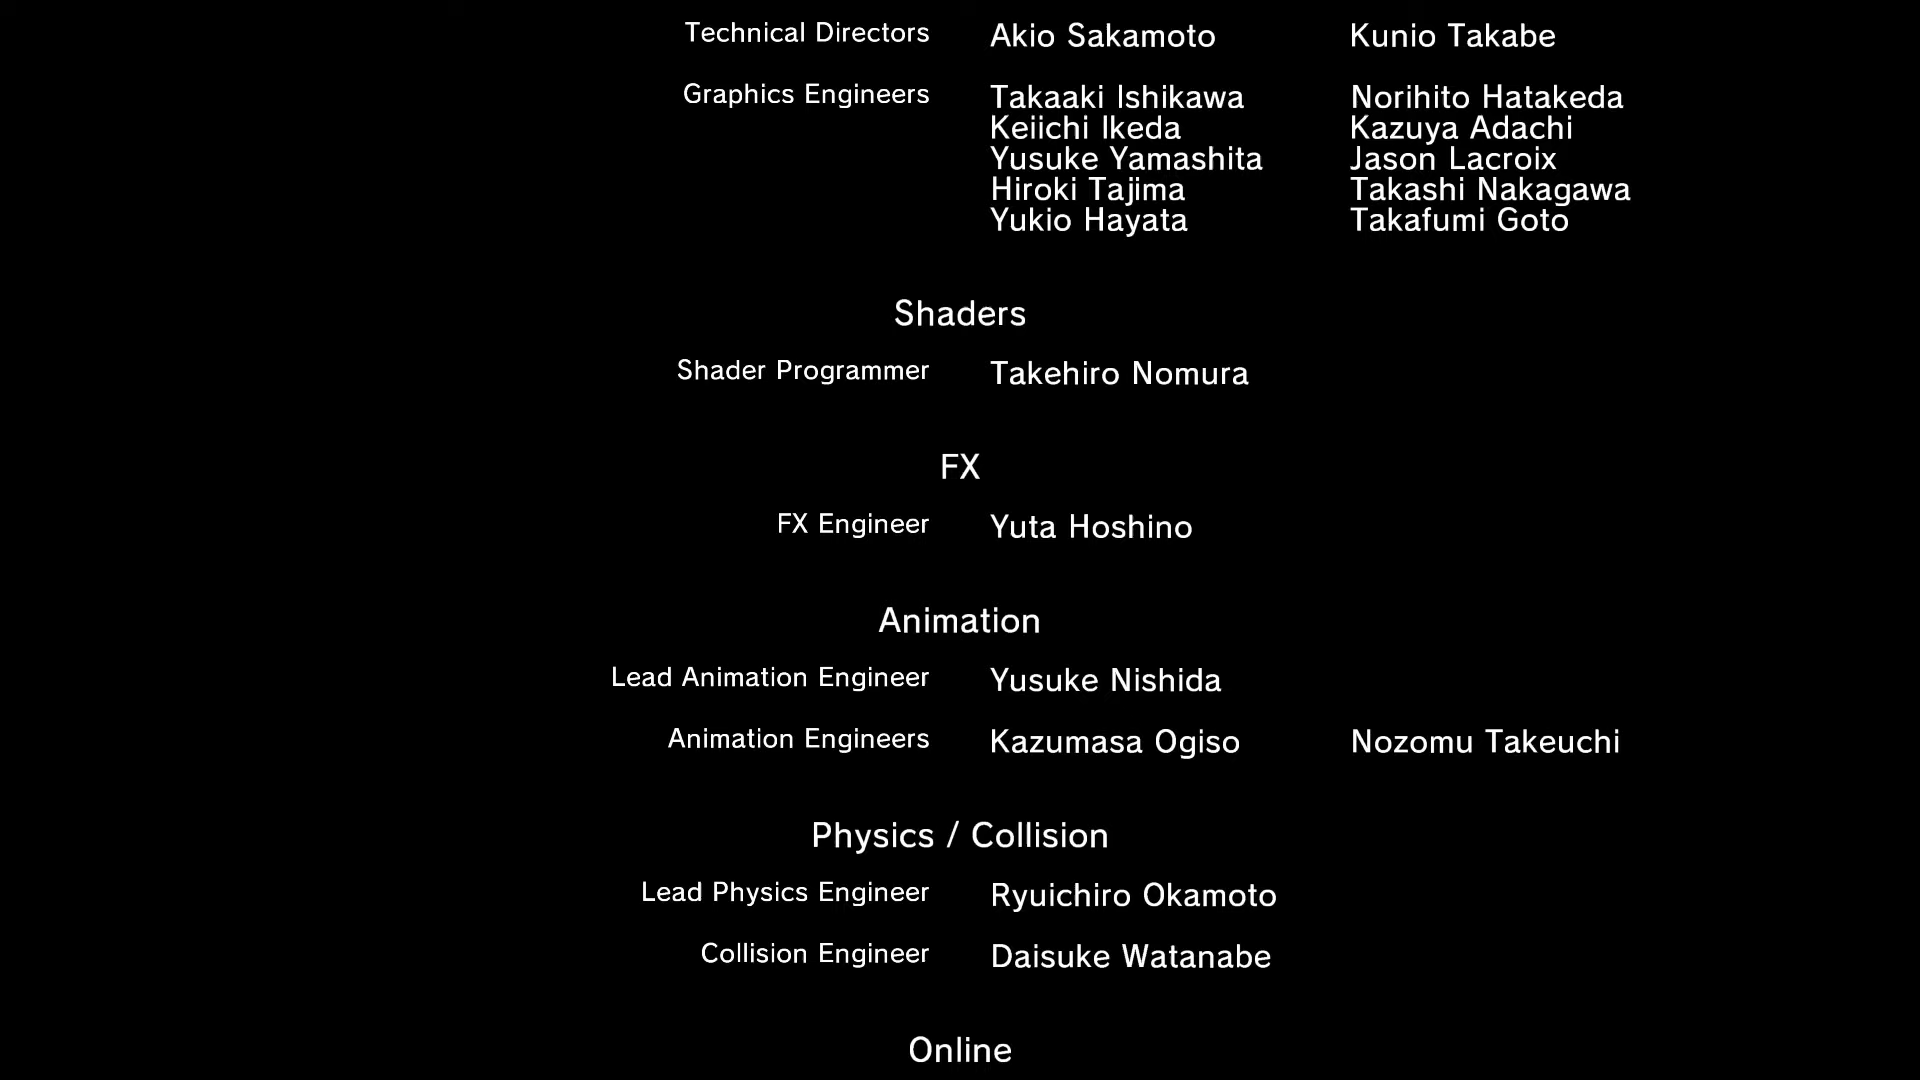 Technical Directors Akio Sakamoto Kunio Takabe
Graphics Engineers Takaaki Ishikawa Norihito Hatakeda
Keiichi Ikeda Kazuya Adachi
Yusuke Yamashita Jason Lacroix
Hiroki Tajima Takashi Nakagawa
Yukio Hayata Takafumi Goto
Shaders
Shader Programmer Takehiro Nomura
FX
FX Engineer Yuta Hoshino
Animation
Lead Animation Engineer Yusuke Nishida
Animation Engineers Kazumasa Ogiso Nozomu Takeuchi
Physics / Collision
Lead Physics Engineer Ryuichiro Okamoto
Collision Engineer Daisuke Watanabe
Online